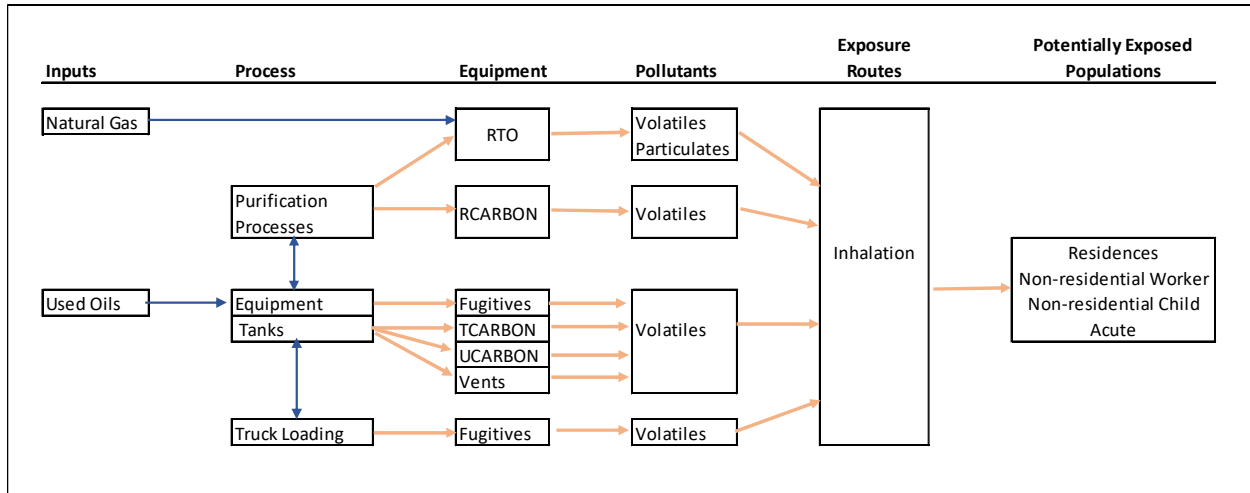 Inputs
Process
Equipment
Pollutants
Exposure
Routes
Potentially Exposed
Populations
Natural Gas
RTO
Volatiles
Particulates
Purification
Processes
RCARBON
Volatiles
Inhalation
Residences
Non-residential Worker
Non-residential Child
Acute
Used Oils
Equipment
Tanks
Fugitives
TCARBON
UCARBON
Vents
Volatiles
Truck Loading
Fugitives
Volatiles